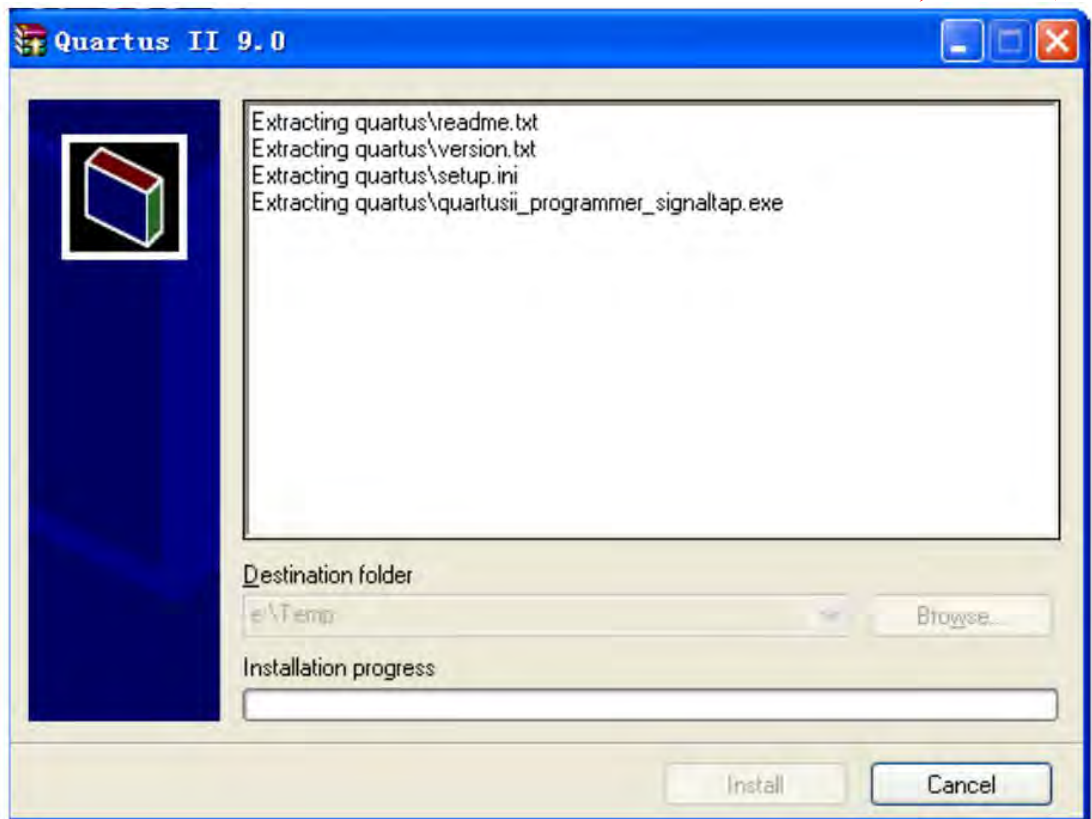 Quartus II 9.0
Extracting quartus\readme.txt
Extracting quartus\version.txt
Extracting quartus\setup.ini
Extracting quartus\quartusii_programmer_signaltap.exe
Destination folder
e:\Temp
Browse...
Installation progress
Install
Cancel